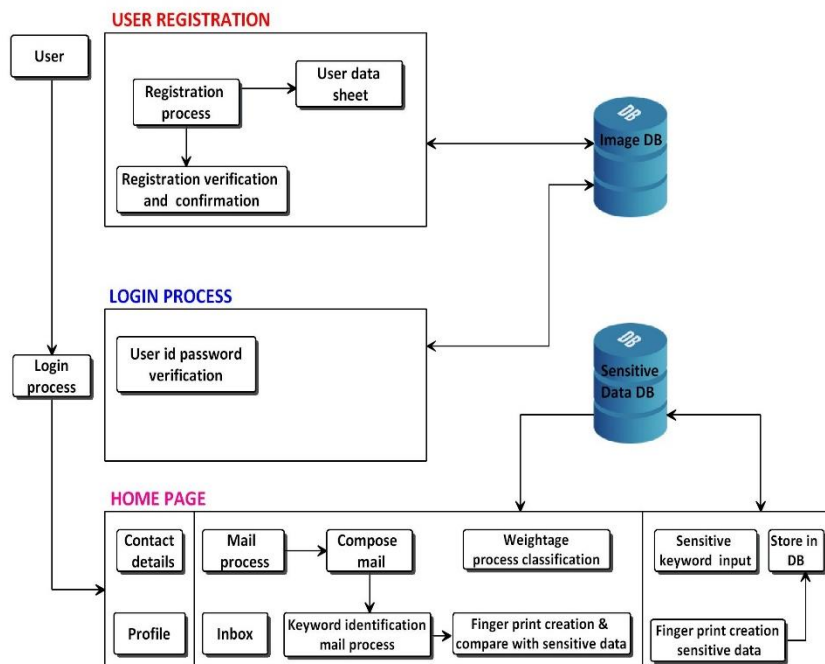 USER REGISTRATION
User
Registration
process
User data
sheet
Registration verification
and confirmation
DB
Image DB
LOGIN PROCESS
User id password
verification
Login
process
DB
Sensitive
Data DB
HOME PAGE
Contact
details
Mail
process
Compose
mail
Weightage
process classification
Sensitive
keyword input
Store in
DB
Profile
Inbox
Keyword identification
mail process
Finger print creation &
compare with sensitive data
Finger print creation
sensitive data